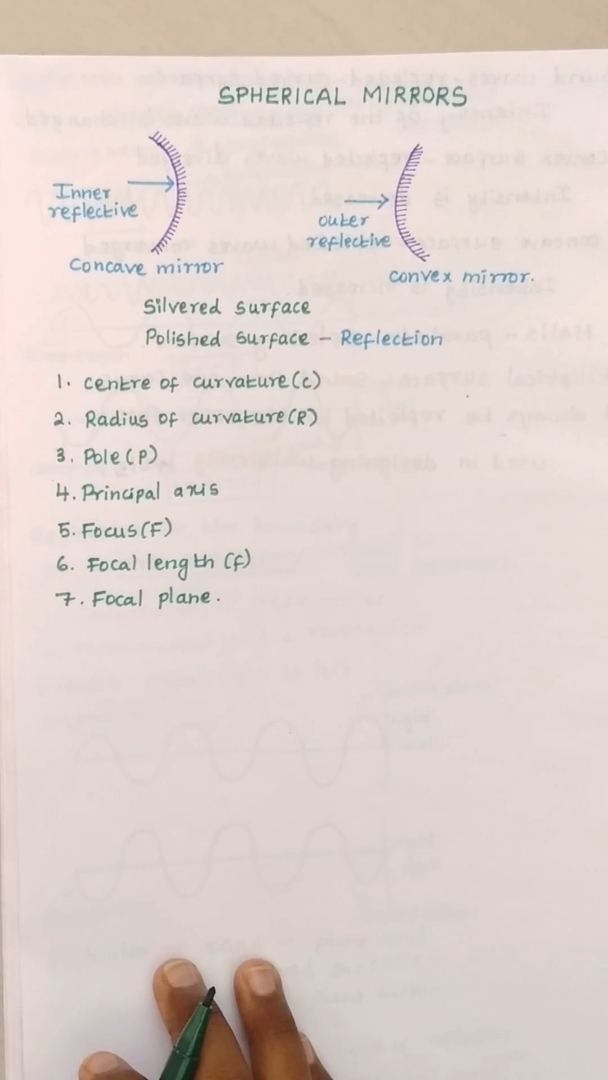 SPHERICAL MIRRORS
Inner
reflective
outer
reflective
Concave mirror
convex mirror.
Silvered surface
Polished surface - Reflection
1. centre of curvature (c)
2. Radius of curvature (R)
3. Pole (P)
4. Principal axis
5. Focus (F)
6. Focal length (f)
7. Focal plane.